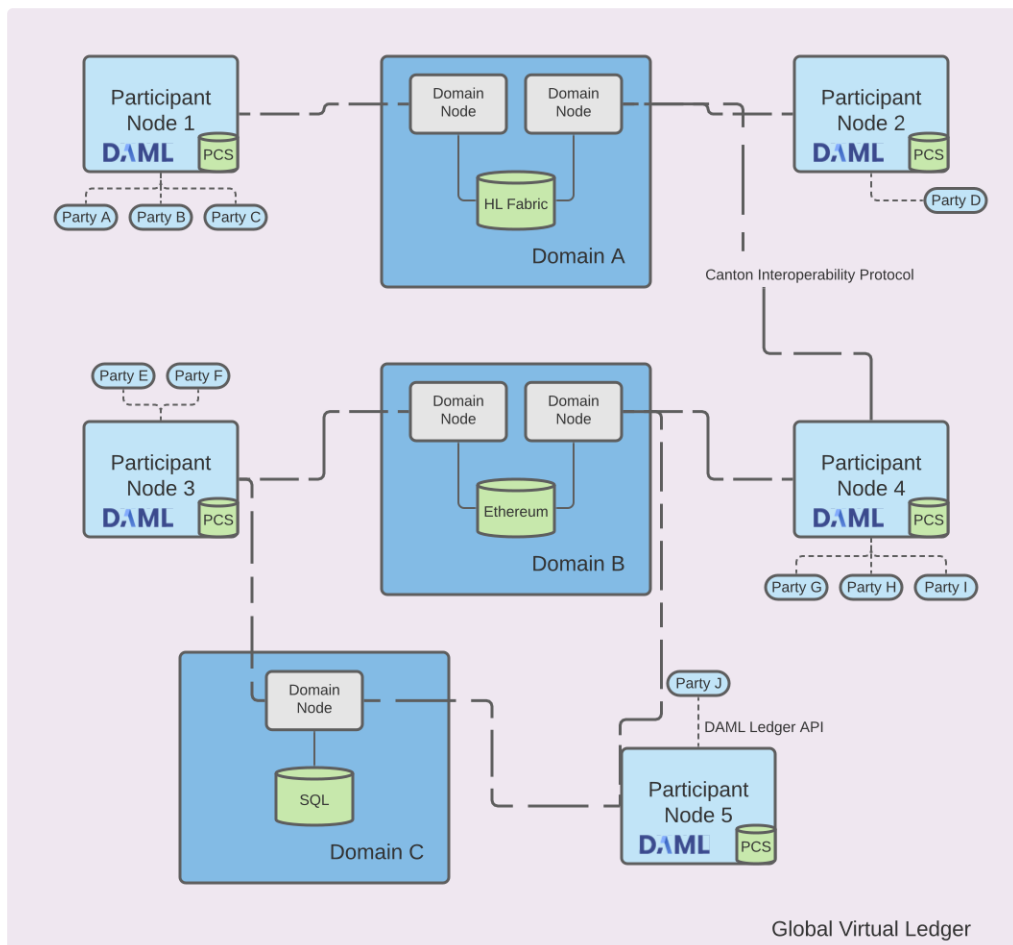 Participant
Node 1
DAML
PCS
Party A
Party B
Party C
Domain
Node
Domain
Node
HL Fabric
Domain A
Participant
Node 2
DAML
PCS
Party D
Canton Interoperability Protocol
Party E
Party F
Participant
Node 3
DAML
PCS
Domain
Node
Domain
Node
Ethereum
Domain B
Participant
Node 4
DAML
PCS
Party G
Party H
Party I
Domain
Node
SQL
Domain C
Party J
DAML Ledger API
Participant
Node 5
DAML
PCS
Global Virtual Ledger